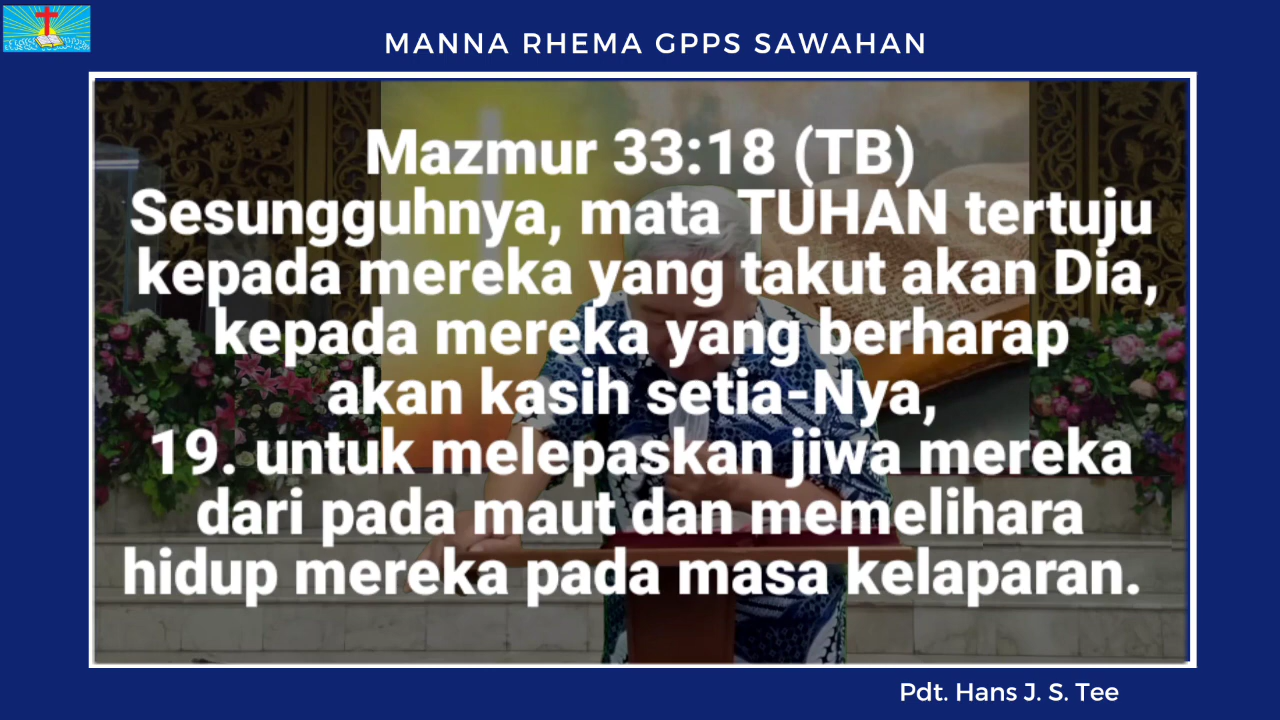 MANNA RHEMA GPPS SAWAHAN
Mazmur 33:18 (TB)
Sesungguhnya, mata TUHAN tertuju
kepada mereka yang takut akan Dia,
kepada mereka yang berharap
akan kasih setia-Nya,
19. untuk melepaskan jiwa mereka
dari pada maut dan memelihara
hidup mereka pada masa kelaparan.
Pdt. Hans J. S. Tee